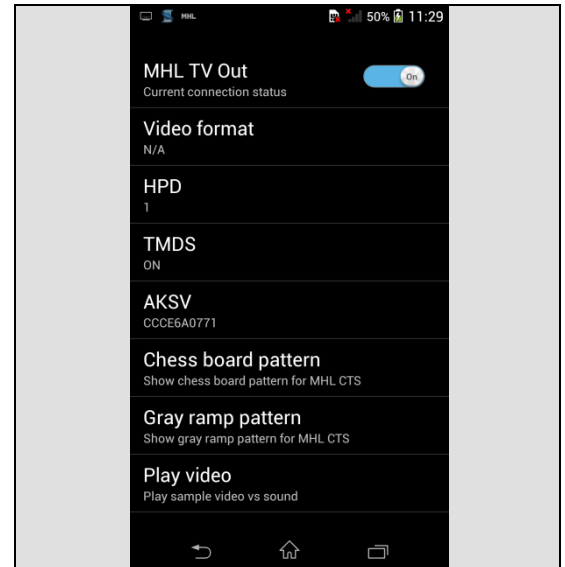 MHL 50% 11:29
MHL TV Out
On
Current connection status
Video format
N/A
HPD
1
TMDS
ON
AKSV
CCCE6A0771
Chess board pattern
Show chess board pattern for MHL CTS
Gray ramp pattern
Show gray ramp pattern for MHL CTS
Play video
Play sample video vs sound